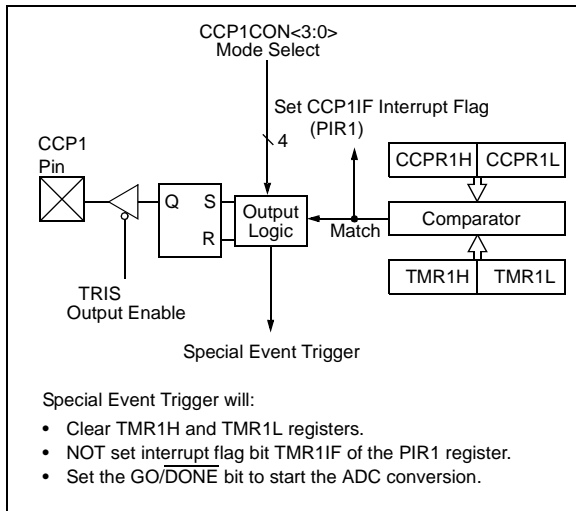 CCP1CON<3:0>
Mode Select
Set CCP1IF Interrupt Flag
(PIR1)
4
CCP1
Pin
CCPR1H CCPR1L
Q S
R
Output
Logic
Match
Comparator
TRIS
Output Enable
TMR1H TMR1L
Special Event Trigger
Special Event Trigger will:
• Clear TMR1H and TMR1L registers.
• NOT set interrupt flag bit TMR1IF of the PIR1 register.
• Set the GO/DONE bit to start the ADC conversion.